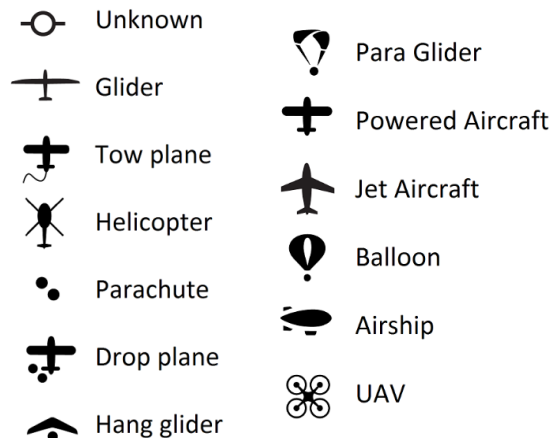 Unknown
Glider
Tow plane
Helicopter
Parachute
Drop plane
Hang glider
Para Glider
Powered Aircraft
Jet Aircraft
Balloon
Airship
UAV